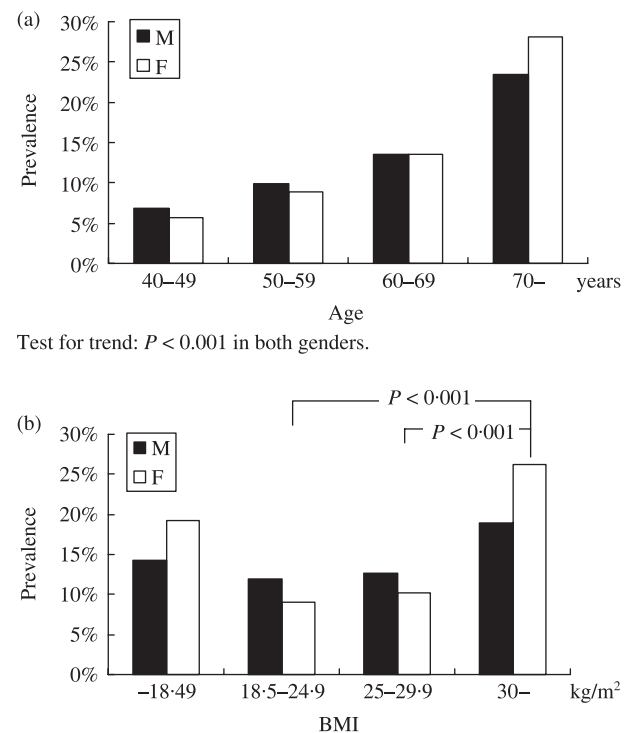 (a)
30%
25%
20%
15%
10%
5%
0%
Prevalence
M
F
40–49 50–59 60–69 70– years
Age
Test for trend: P < 0.001 in both genders.
(b)
P < 0·001
P < 0·001
30%
25%
20%
15%
10%
5%
0%
Prevalence
M
F
–18·49 18·5–24·9 25–29·9 30– kg/m²
BMI